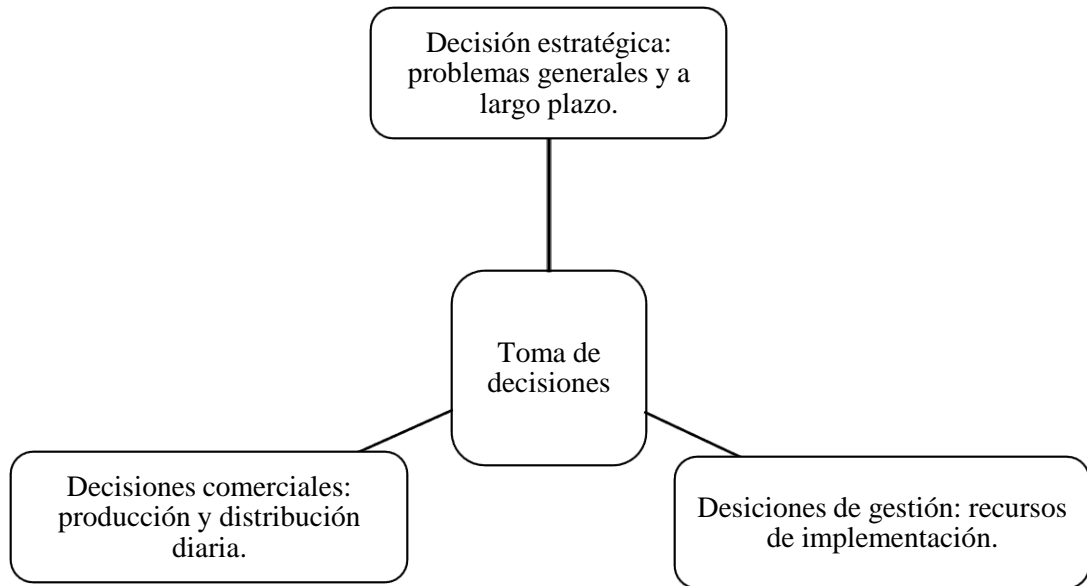 Decisión estratégica:
problemas generales y a
largo plazo.
Toma de
decisiones
Decisiones comerciales:
producción y distribución
diaria.
Desiciones de gestión: recursos
de implementación.